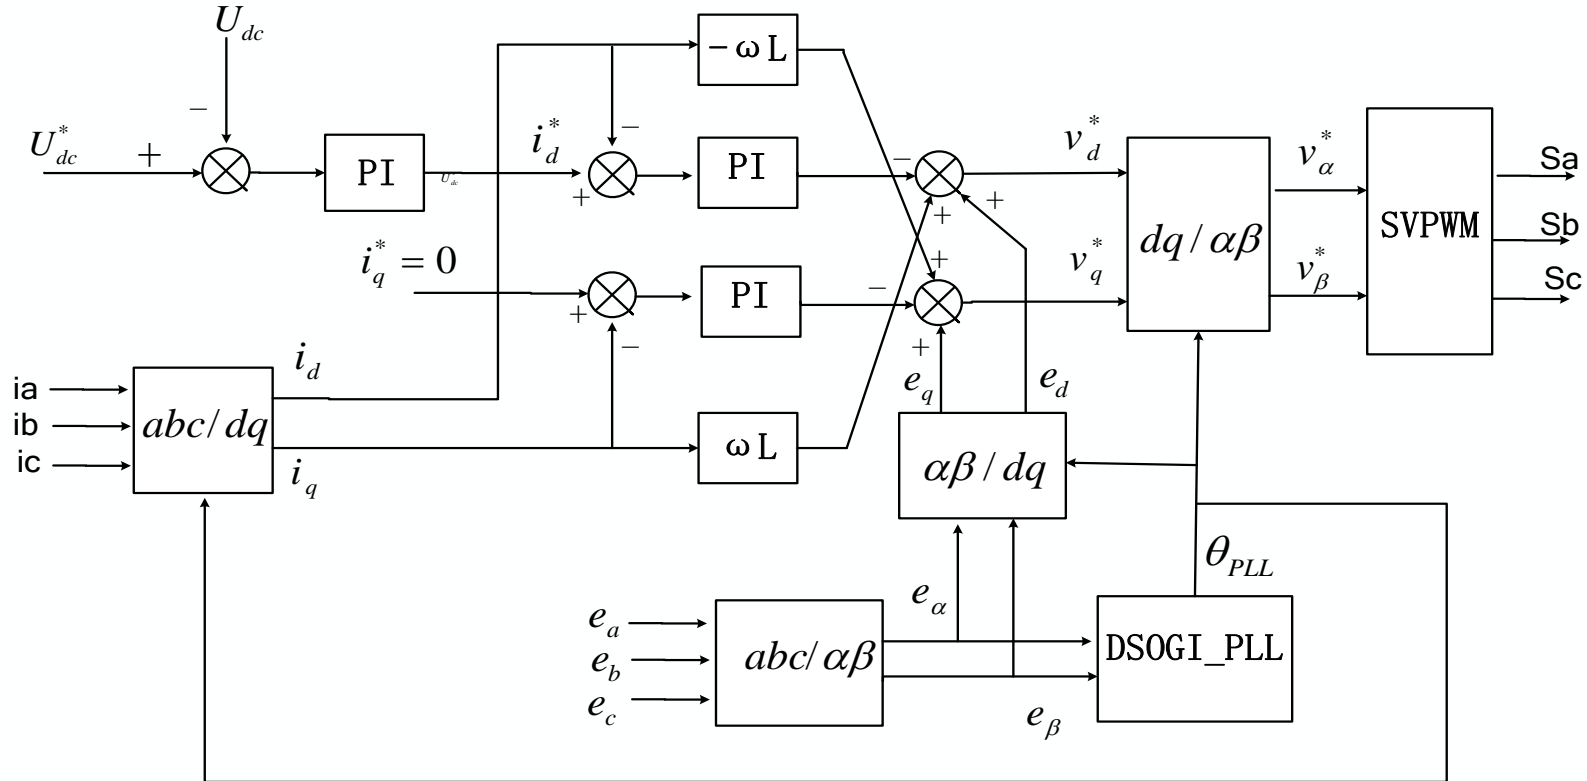 U_dc
−
U*_dc
+
PI
U*_dc
i*_d
−
+
− ω L
PI
−
+
+
v*_d
v*_q
dq / αβ
v*_α
v*_β
SVPWM
Sa
Sb
Sc
i*_q = 0
+
−
PI
−
+
+
i_d
i_q
ia
ib
ic
abc / dq
ω L
e_q
e_d
αβ / dq
θ_PLL
e_α
e_β
e_a
e_b
e_c
abc / αβ
DSOGI_PLL